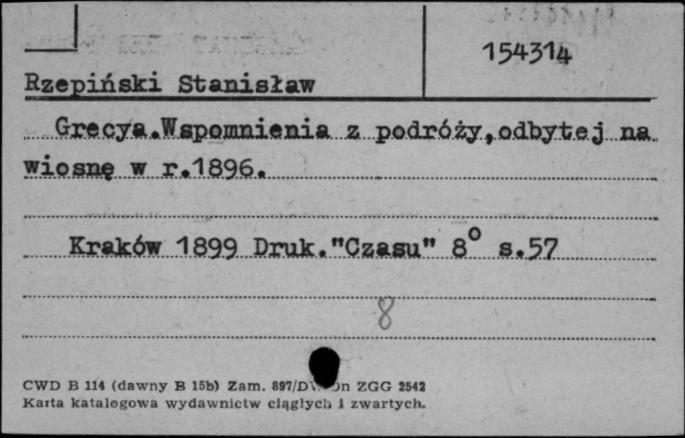 154314
Rzepiński Stanisław
Grecya.Wspomnienia z podróży,odbytej na
wiosnę w r.1896.
Kraków 1899 Druk."Czasu" 8° s.57
8
CWD B 114 (dawny B 15b) Zam. 897/D n ZGG 2542
Karta katalogowa wydawnictw ciągłych i zwartych.